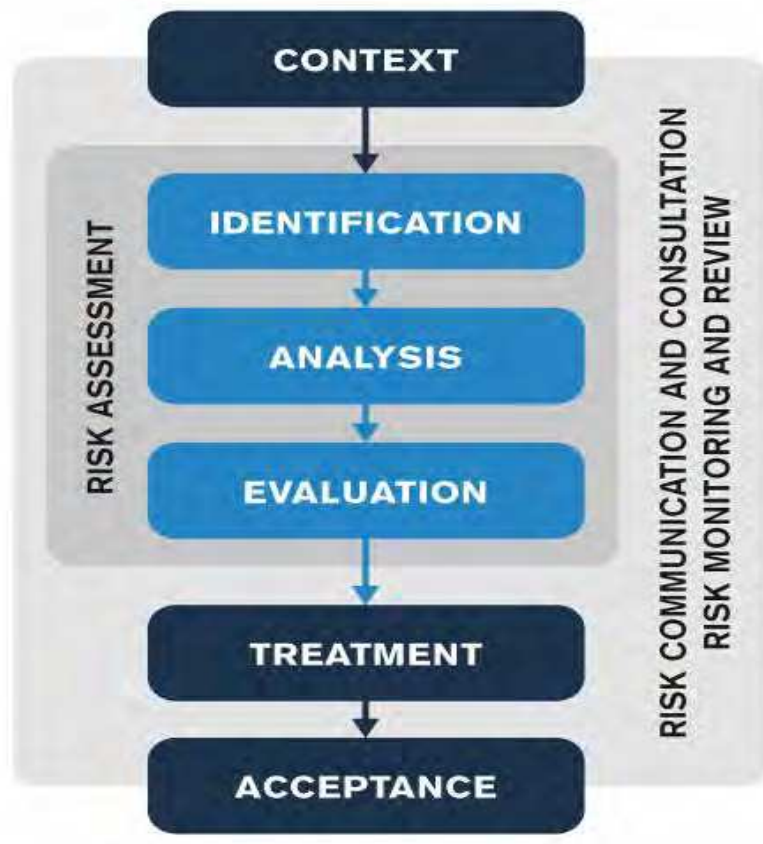 CONTEXT
RISK ASSESSMENT
IDENTIFICATION
ANALYSIS
EVALUATION
TREATMENT
ACCEPTANCE
RISK COMMUNICATION AND CONSULTATION
RISK MONITORING AND REVIEW